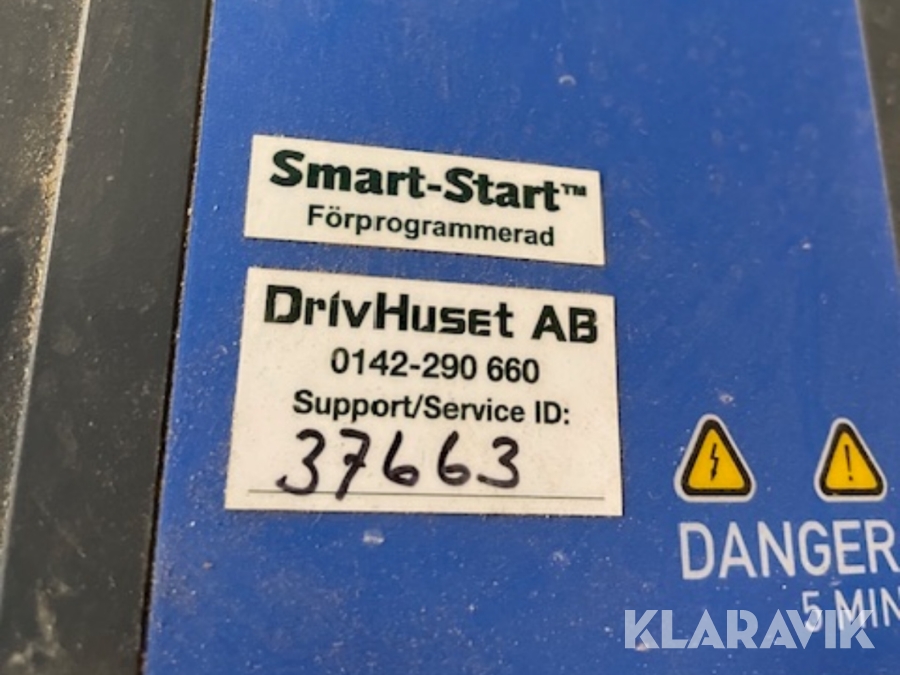 Smart-Start™
Förprogrammerad
DrivHuset AB
0142-290 660
Support/Service ID:
37663
DANGER
5 MIN
KLARAVIK